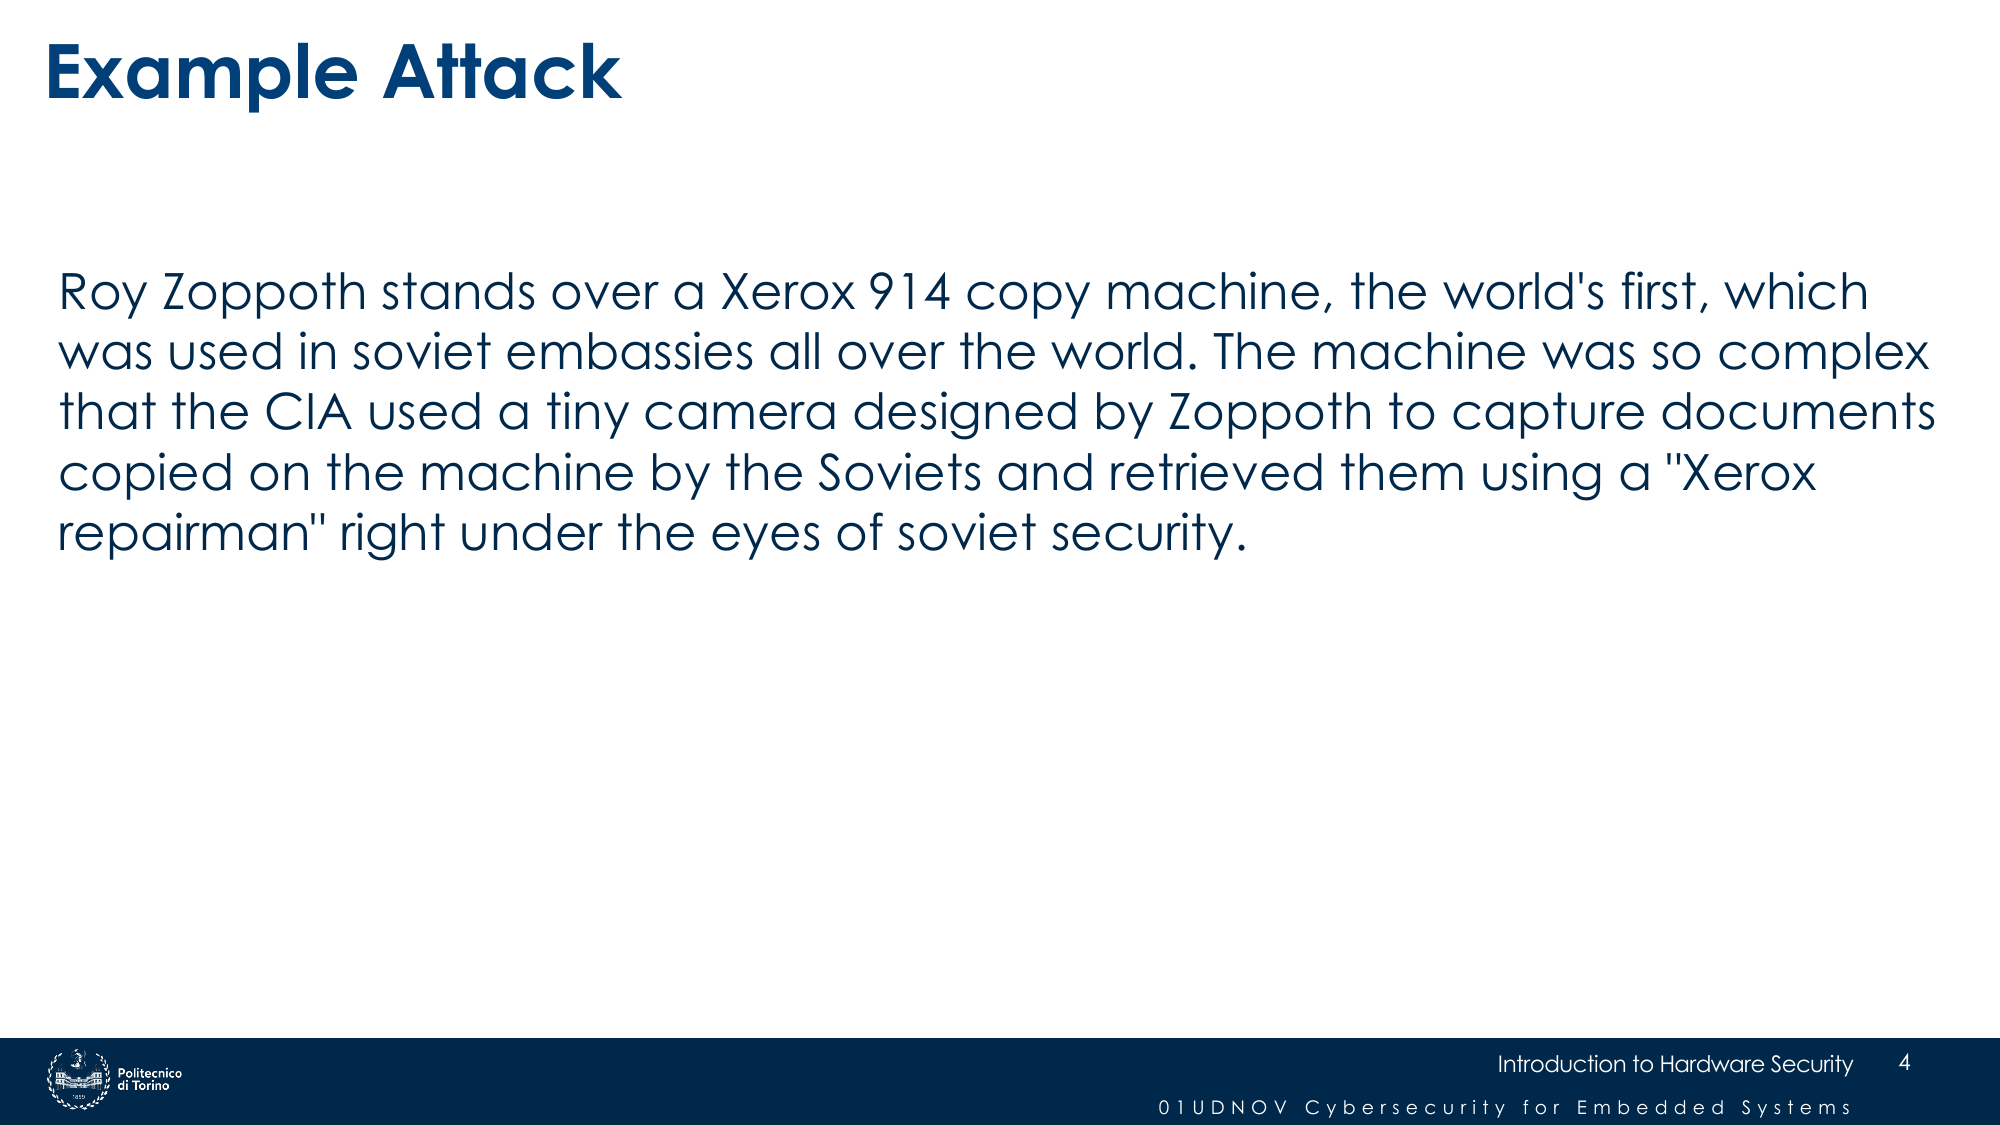 Example Attack
Roy Zoppoth stands over a Xerox 914 copy machine, the world's first, which
was used in soviet embassies all over the world. The machine was so complex
that the CIA used a tiny camera designed by Zoppoth to capture documents
copied on the machine by the Soviets and retrieved them using a "Xerox
repairman" right under the eyes of soviet security.
1859
Politecnico
di Torino
Introduction to Hardware Security
4
01UDNOV Cybersecurity for Embedded Systems